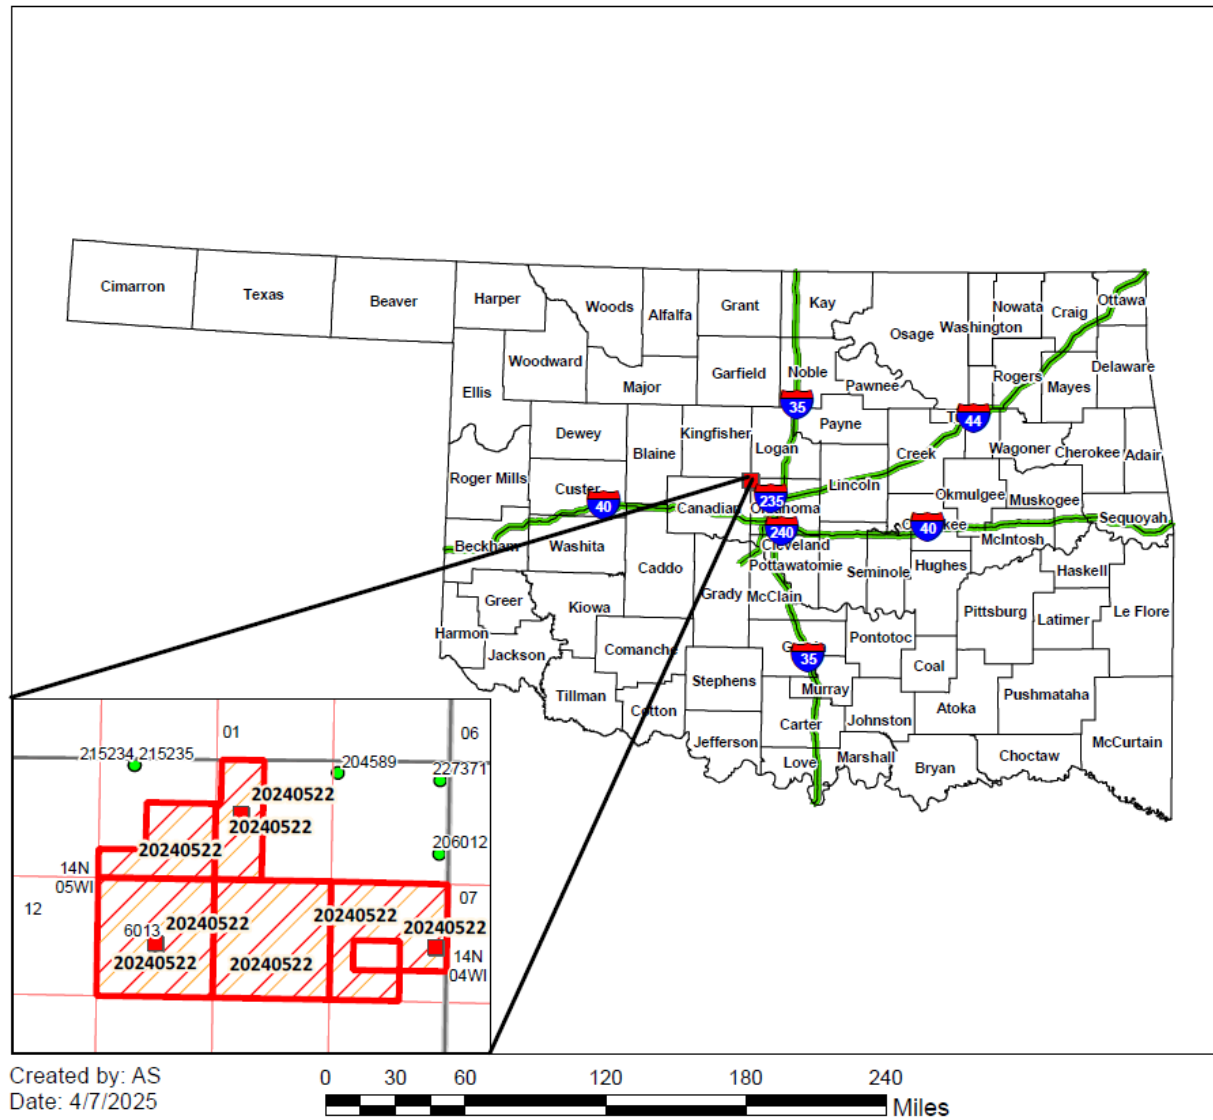 Cimarron
Texas
Beaver
Harper
Woods
Alfalfa
Grant
Kay
Osage
Washington
Nowata
Craig
Ottawa
Woodward
Ellis
Major
Garfield
Noble
Pawnee
Rogers
Mayes
Delaware
35
44
Dewey
Blaine
Kingfisher
Logan
Payne
Creek
Wagoner
Cherokee
Adair
Roger Mills
Custer
40
Canadian
235
Lincoln
Okmulgee
Muskogee
Sequoyah
240
40
Beckham
Washita
Caddo
Cleveland
Pottawatomie
Seminole
Hughes
McIntosh
Haskell
Greer
Kiowa
Grady
McClain
Pittsburg
Latimer
Le Flore
Harmon
Jackson
Comanche
35
Pontotoc
Coal
Tillman
Cotton
Stephens
Murray
Johnston
Atoka
Pushmataha
McCurtain
Jefferson
Carter
Love
Marshall
Bryan
Choctaw
01
06
215234 215235
204589
227371
20240522
20240522
20240522
206012
14N
05WI
07
12
20240522
20240522
20240522
6013
20240522
20240522
14N
04WI
Created by: AS
Date: 4/7/2025
0 30 60 120 180 240
Miles